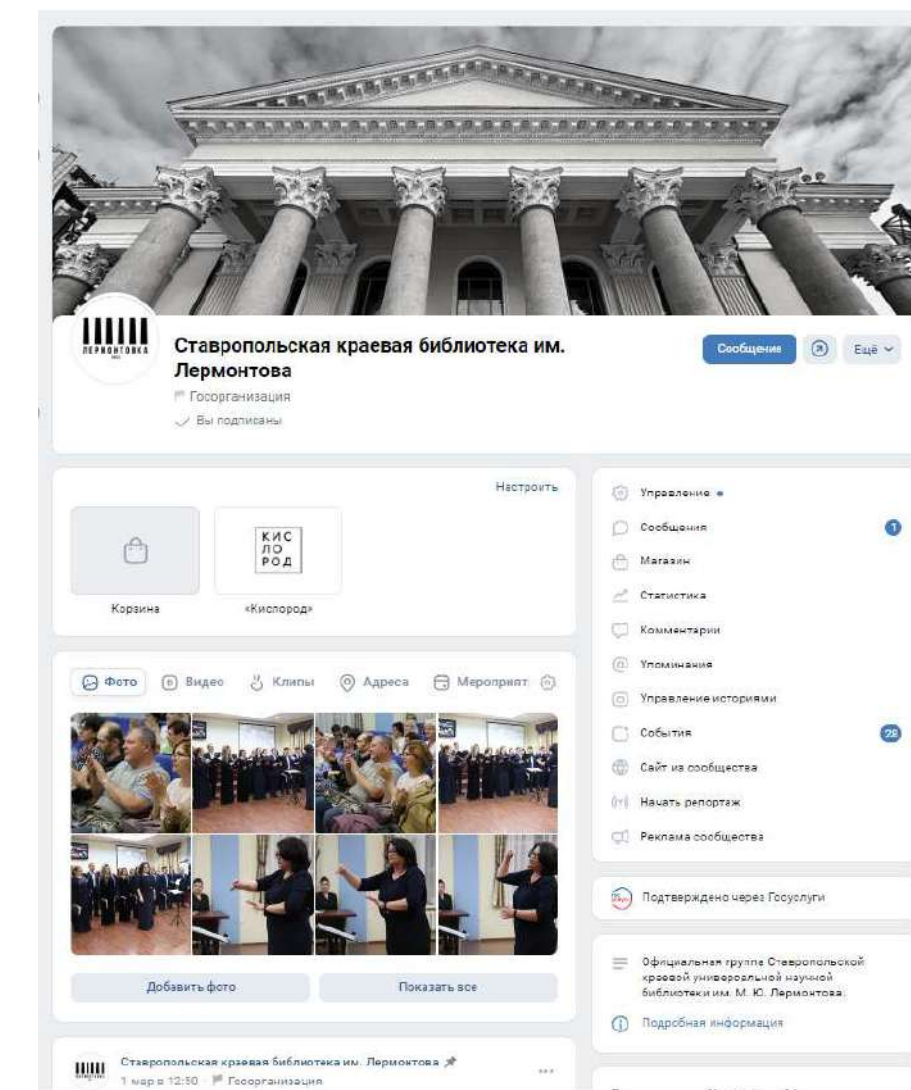 ЛЕРМОНТОВКА
Ставропольская краевая библиотека им.
Лермонтова
Госорганизация
Вы подписаны
Сообщение
Ещё
Настроить
КИС
ЛО
РОД
Корзина
«Кислород»
Фото
Видео
Клипы
Адреса
Мероприят
Добавить фото
Показать все
Ставропольская краевая библиотека им. Лермонтова
1 мар в 12:50 · Госорганизация
Управление
Сообщения 1
Магазин
Статистика
Комментарии
Упоминания
Управление историями
События 28
Сайт из сообщества
Начать репортаж
Реклама сообщества
Подтверждено через Госуслуги
Официальная группа Ставропольской
краевой универсальной научной
библиотеки им. М. Ю. Лермонтова.
Подробная информация